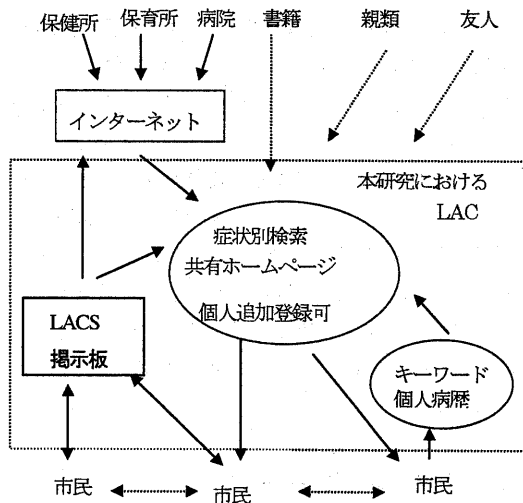 保健所 保育所 病院 書籍 親類 友人
インターネット
本研究における
LAC
症状別検索
共有ホームページ
個人追加登録可
LACS
掲示板
キーワード
個人病歴
市民 市民 市民